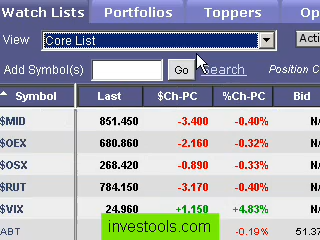 Watch Lists Portfolios Toppers Op
View Core List Acti
Add Symbol(s) Go Search Position C
Symbol Last $Ch-PC %Ch-PC Bid
$MID 851.450 -3.400 -0.40% N/
$OEX 680.860 -2.160 -0.32% N/
$OSX 268.420 -0.890 -0.33% N/
$RUT 784.150 -3.170 -0.40% N/
$VIX 24.960 +1.150 +4.83% N/
ABT -0.19% 51.37
investools.com